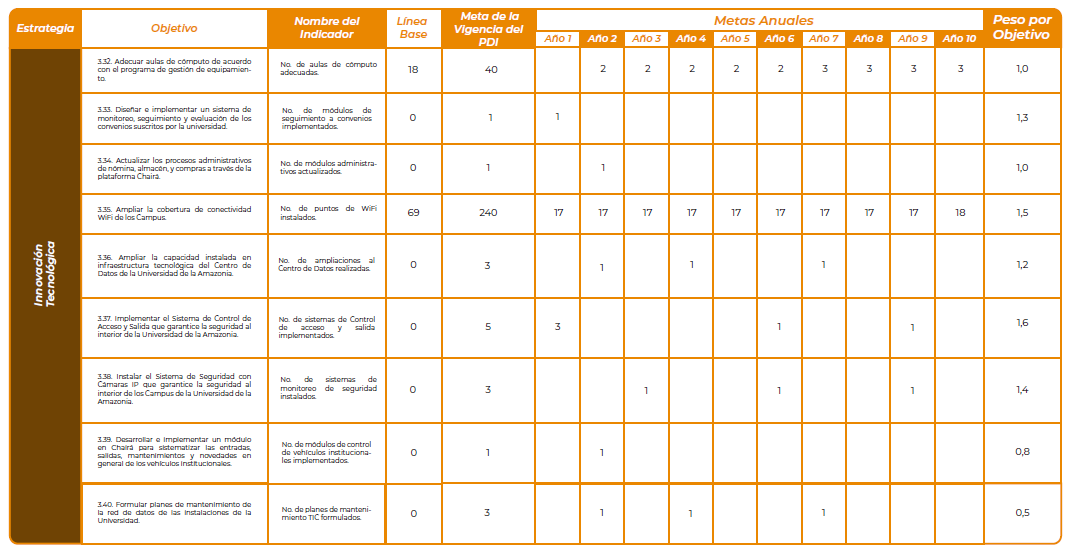 Estrategia
Objetivo
Nombre del
Indicador
Línea
Base
Meta de la
Vigencia del
PDI
Metas Anuales
Año 1 Año 2 Año 3 Año 4 Año 5 Año 6 Año 7 Año 8 Año 9 Año 10
Peso por
Objetivo
Innovación
Tecnológica
3.32. Adecuar aulas de cómputo de acuerdo
con el programa de gestión de equipamien-
to.
No. de aulas de cómputo
adecuadas.
18 40 2 2 2 2 2 3 3 3 3 1,0
3.33. Diseñar e implementar un sistema de
monitoreo, seguimiento y evaluación de los
convenios suscritos por la universidad.
No. de módulos de
seguimiento a convenios
implementados.
0 1 1 1,3
3.34. Actualizar los procesos administrativos
de nómina, almacén, y compras a través de la
plataforma Chairá.
No. de módulos administra-
tivos actualizados.
0 1 1 1,0
3.35. Ampliar la cobertura de conectividad
WiFi de los Campus.
No. de puntos de WiFi
instalados.
69 240 17 17 17 17 17 17 17 17 17 18 1,5
3.36. Ampliar la capacidad instalada en
infraestructura tecnológica del Centro de
Datos de la Universidad de la Amazonia.
No. de ampliaciones al
Centro de Datos realizadas.
0 3 1 1 1 1,2
3.37. Implementar el Sistema de Control de
Acceso y Salida que garantice la seguridad al
interior de la Universidad de la Amazonia.
No. de sistemas de Control
de acceso y salida
implementados.
0 5 3 1 1 1,6
3.38. Instalar el Sistema de Seguridad con
Cámaras IP que garantice la seguridad al
interior de los Campus de la Universidad de la
Amazonia.
No. de sistemas de
monitoreo de seguridad
instalados.
0 3 1 1 1 1,4
3.39. Desarrollar e implementar un módulo
en Chairá para sistematizar las entradas,
salidas, mantenimientos y novedades en
general de los vehículos institucionales.
No. de módulos de control
de vehículos instituciona-
les implementados.
0 1 1 0,8
3.40. Formular planes de mantenimiento de
la red de datos de las instalaciones de la
Universidad.
No. de planes de manteni-
miento TIC formulados.
0 3 1 1 1 0,5